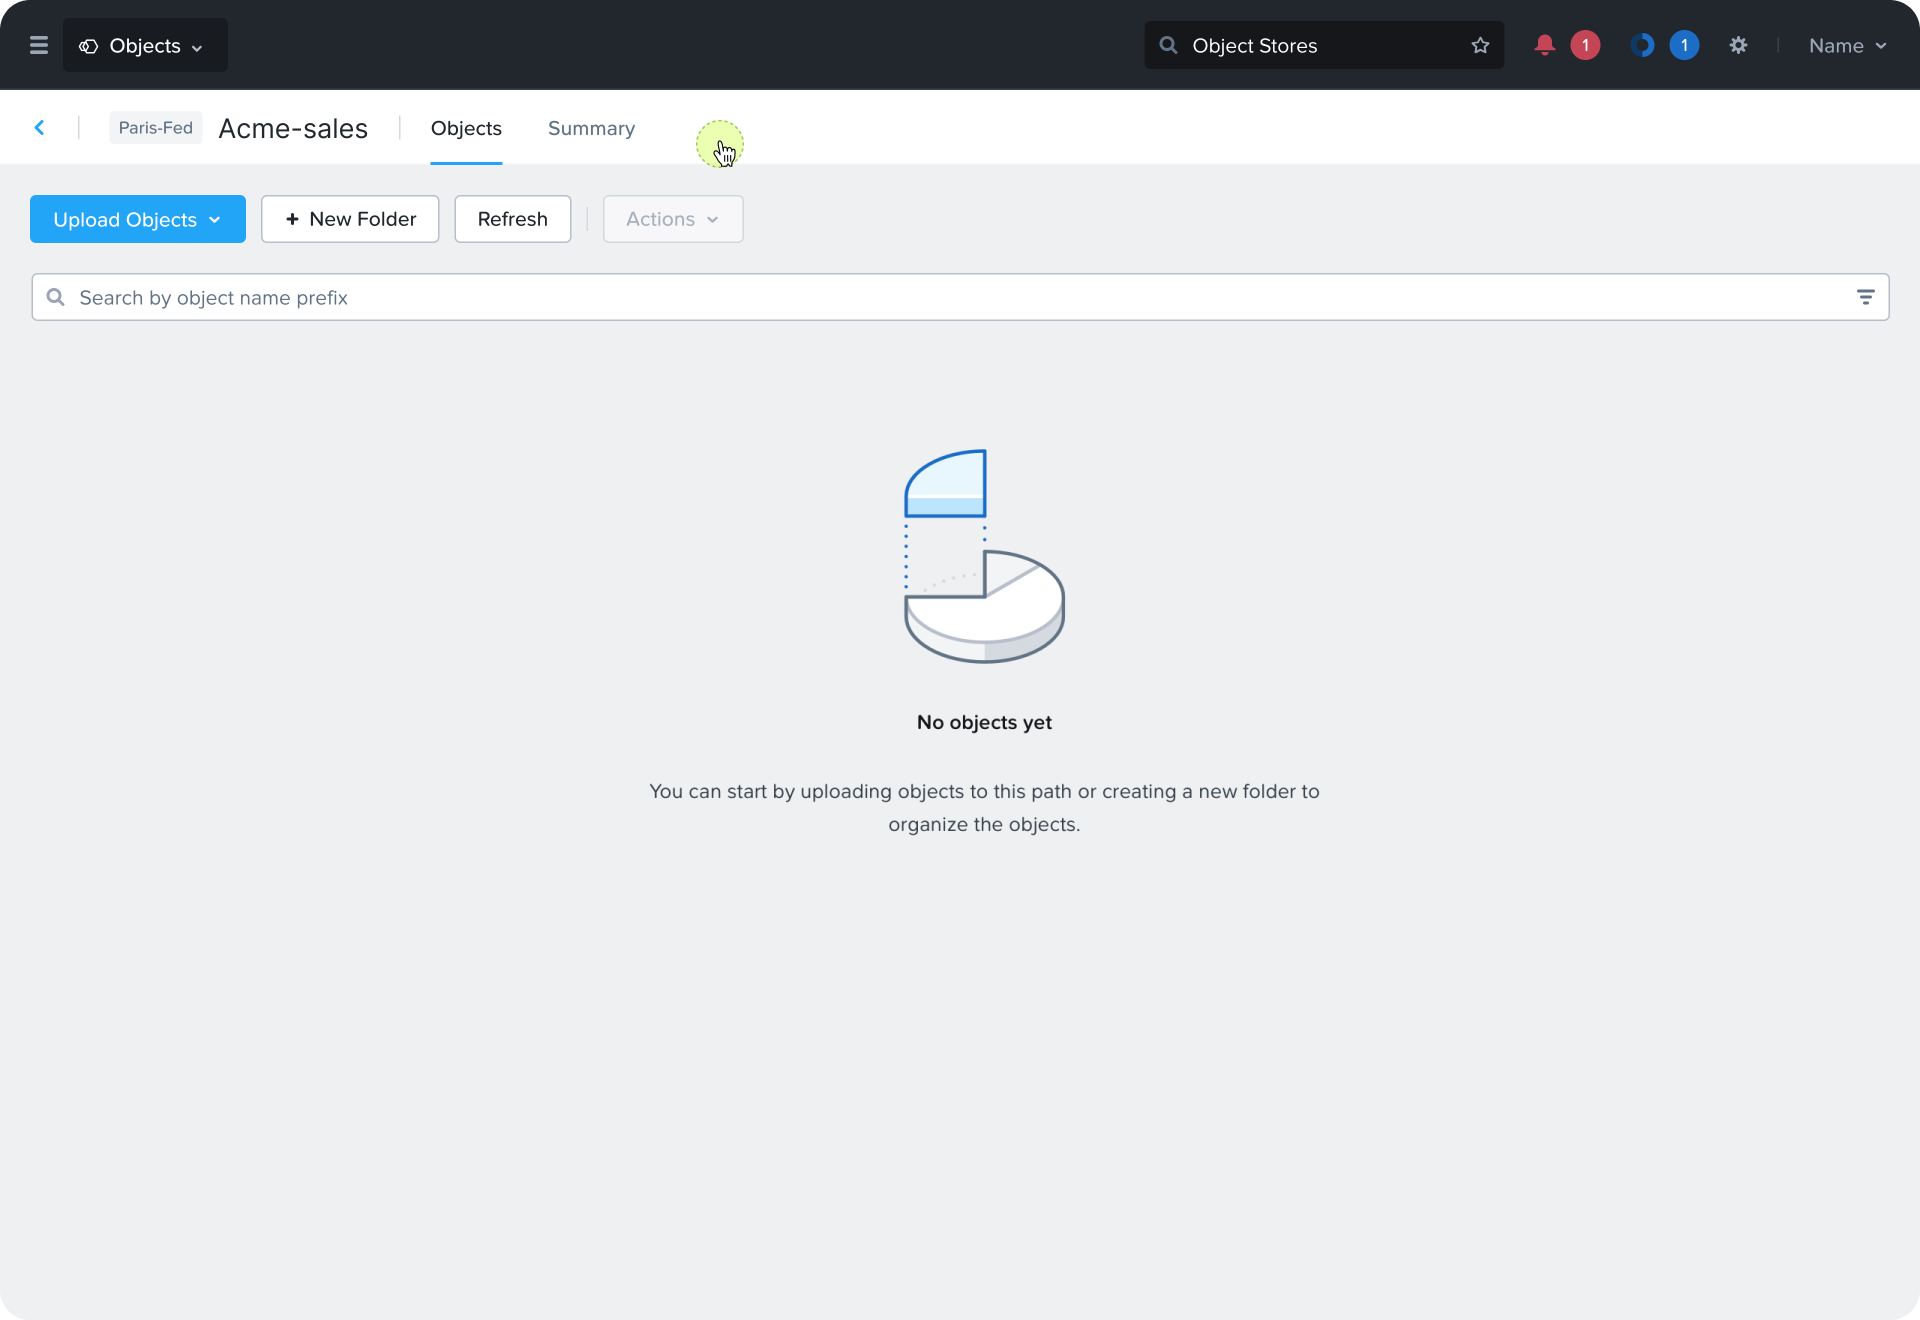 Objects
Object Stores
1
1
Name
Paris-Fed
Acme-sales
Objects
Summary
Upload Objects
+ New Folder
Refresh
Actions
Search by object name prefix
No objects yet
You can start by uploading objects to this path or creating a new folder to
organize the objects.